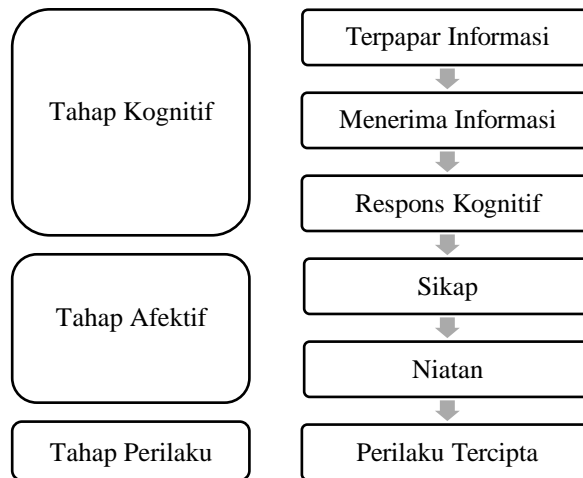 Tahap Kognitif
Terpapar Informasi
Menerima Informasi
Respons Kognitif
Tahap Afektif
Sikap
Niatan
Tahap Perilaku
Perilaku Tercipta